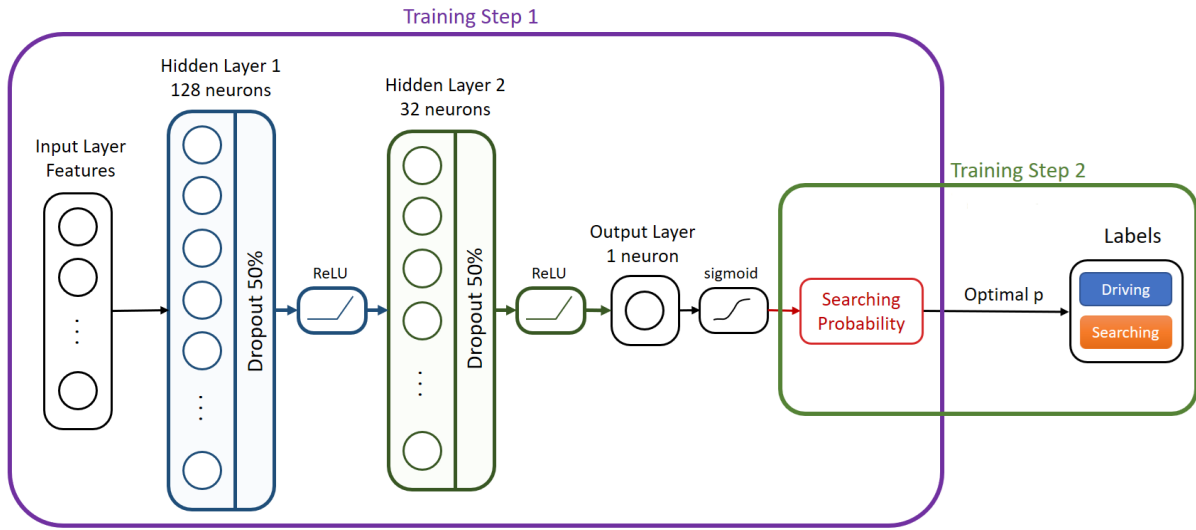 Training Step 1
Hidden Layer 1
128 neurons
Hidden Layer 2
32 neurons
Input Layer
Features
Dropout 50%
ReLU
Dropout 50%
ReLU
Output Layer
1 neuron
sigmoid
Training Step 2
Searching
Probability
Optimal p
Labels
Driving
Searching